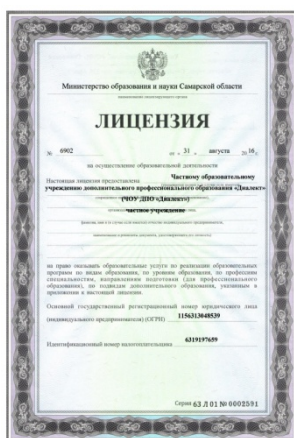 Министерство образования и науки Самарской области
наименование лицензирующего органа
ЛИЦЕНЗИЯ
№ 6902 от « 31 » августа 20 16 г.
на осуществление образовательной деятельности
Настоящая лицензия предоставлена Частному образовательному
учреждению дополнительного профессионального образования «Диалект»
(ЧОУ ДПО «Диалект»)
частное учреждение
на право оказывать образовательные услуги по реализации образовательных
программ по видам образования, по уровням образования, по профессиям
специальностям, направлениям подготовки (для профессионального
образования), по подвидам дополнительного образования, указанным в
приложении к настоящей лицензии.
Основной государственный регистрационный номер юридического лица
(индивидуального предпринимателя) (ОГРН) 1156313048539
Идентификационный номер налогоплательщика 6319197659
Серия 63 Л 01 № 0002591